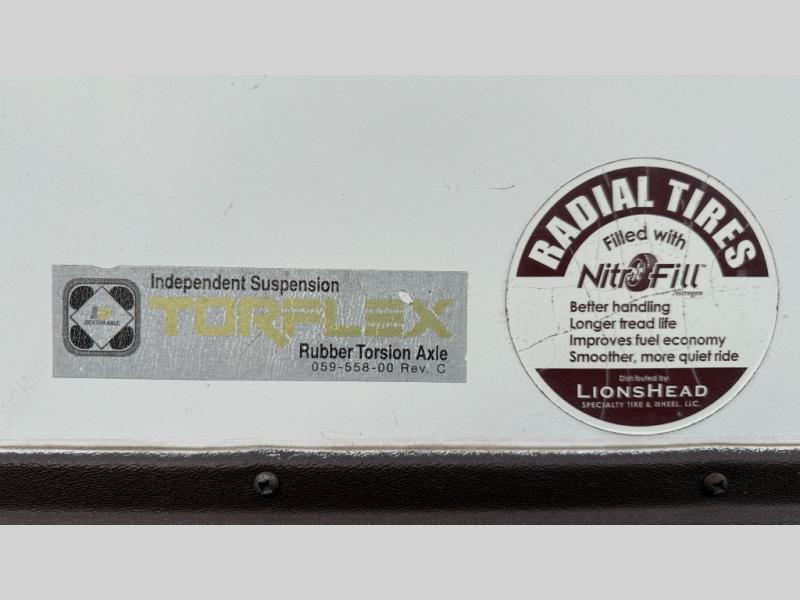 Independent Suspension
TORFLEX
DEXTER AXLE
Rubber Torsion Axle
059-558-00 Rev. C
RADIAL TIRES
Filled with
NitroFill™
Nitrogen
Better handling
Longer tread life
Improves fuel economy
Smoother, more quiet ride
Distributed by
LIONSHEAD
SPECIALTY TIRE & WHEEL, LLC.